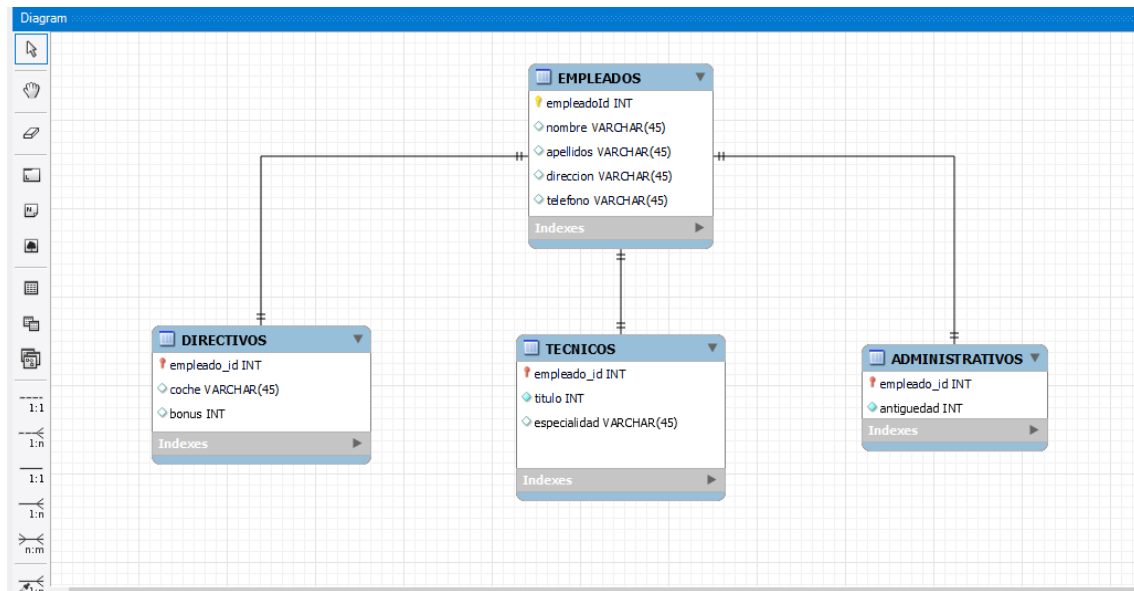 Diagram
EMPLEADOS
empleadoId INT
nombre VARCHAR(45)
apellidos VARCHAR(45)
direccion VARCHAR(45)
telefono VARCHAR(45)
Indexes
DIRECTIVOS
empleado_id INT
coche VARCHAR(45)
bonus INT
Indexes
TECNICOS
empleado_id INT
titulo INT
especialidad VARCHAR(45)
Indexes
ADMINISTRATIVOS
empleado_id INT
antiguedad INT
Indexes
1:1
1:n
1:1
1:n
n:m